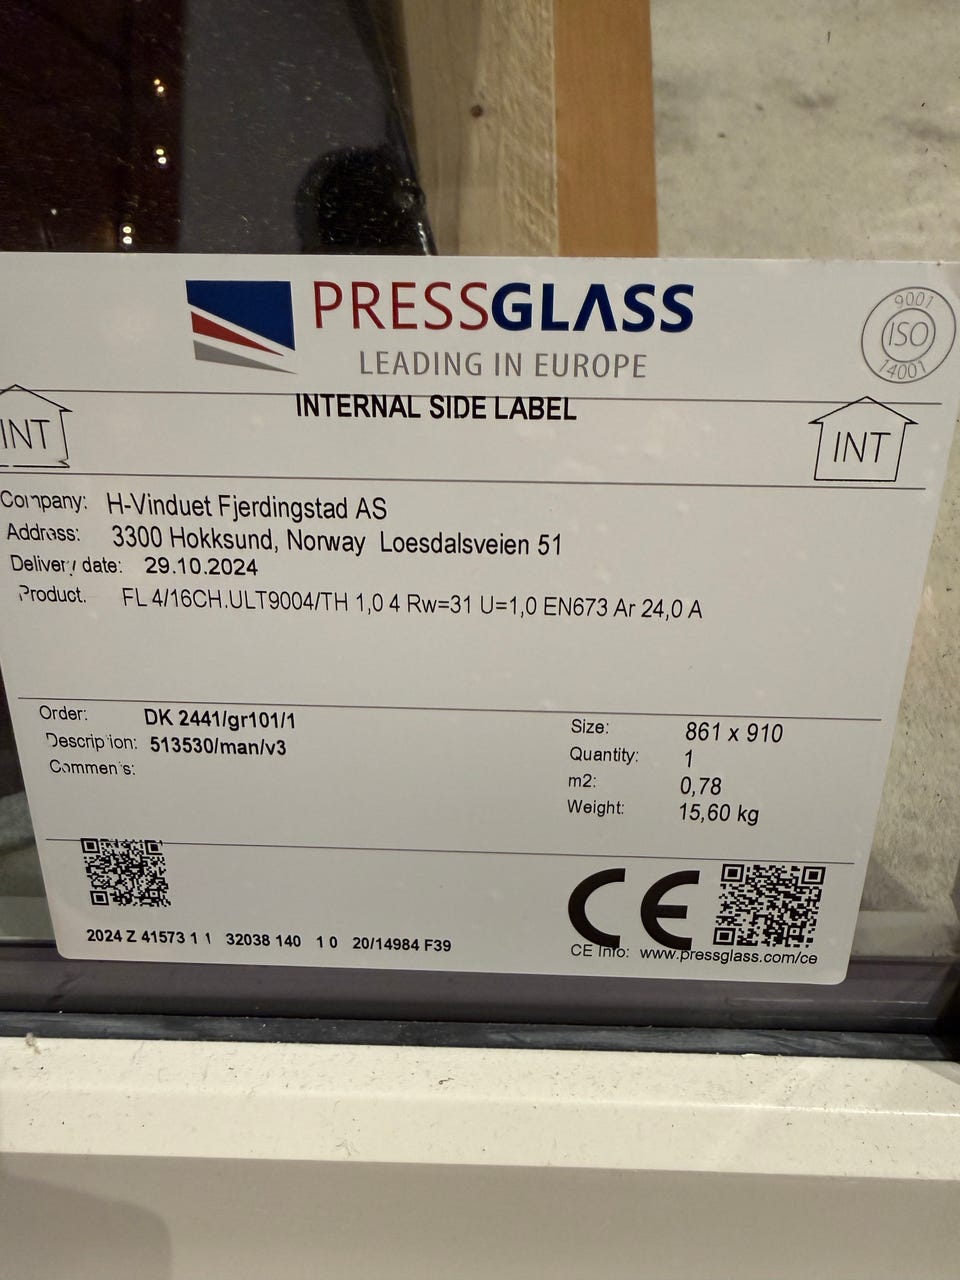 PRESSGLASS
LEADING IN EUROPE
9001
ISO
14001
INTERNAL SIDE LABEL
INT
INT
Company: H-Vinduet Fjerdingstad AS
Address: 3300 Hokksund, Norway Loesdalsveien 51
Delivery date: 29.10.2024
Product. FL 4/16CH.ULT9004/TH 1,0 4 Rw=31 U=1,0 EN673 Ar 24,0 A
Order: DK 2441/gr101/1
Description: 513530/man/v3
Comments:
Size: 861 x 910
Quantity: 1
m2: 0,78
Weight: 15,60 kg
2024 Z 41573 1 1 32038 140 1 0 20/14984 F39
CE
CE Info: www.pressglass.com/ce